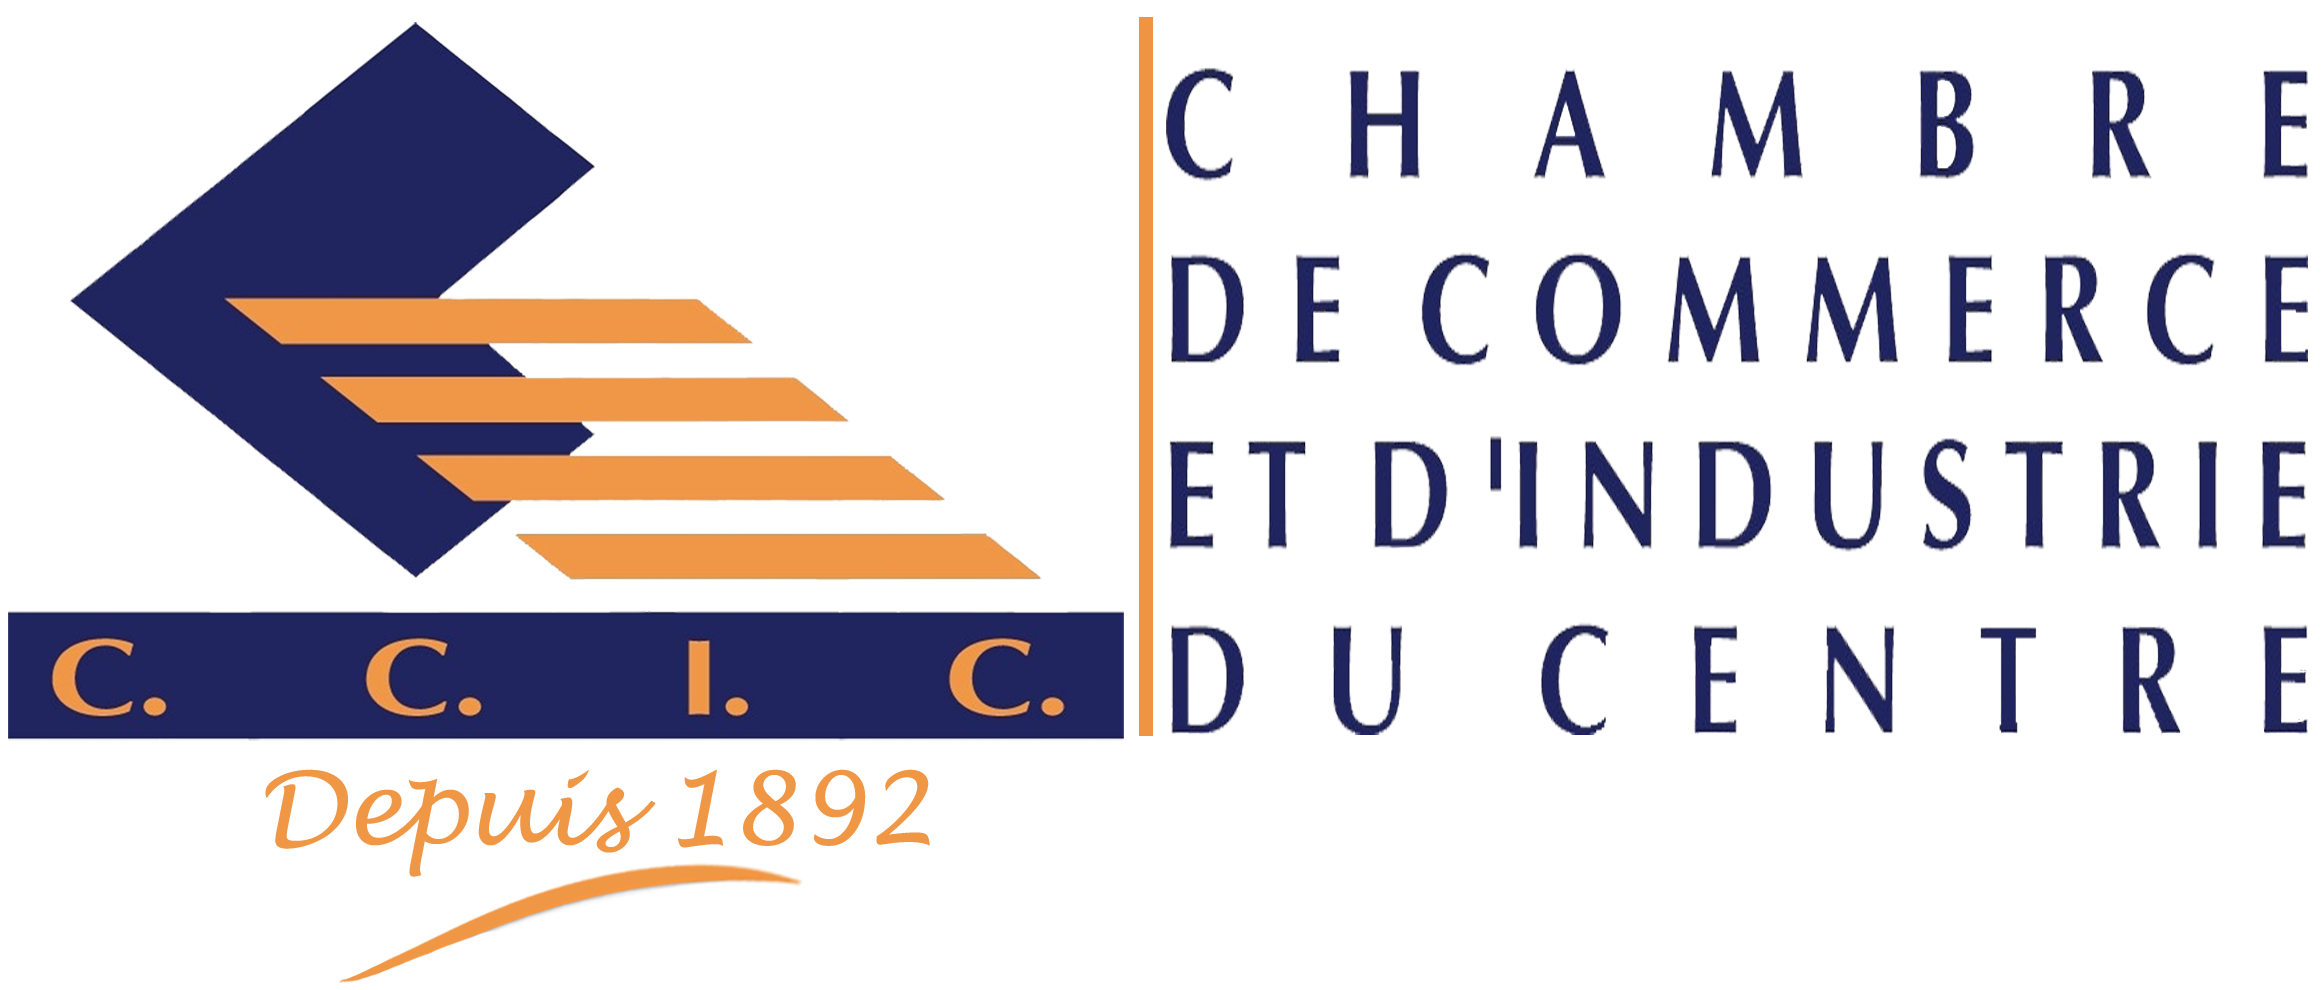 C. C. I. C.
Depuis 1892
CHAMBRE
DE COMMERCE
ET D'INDUSTRIE
DU CENTRE